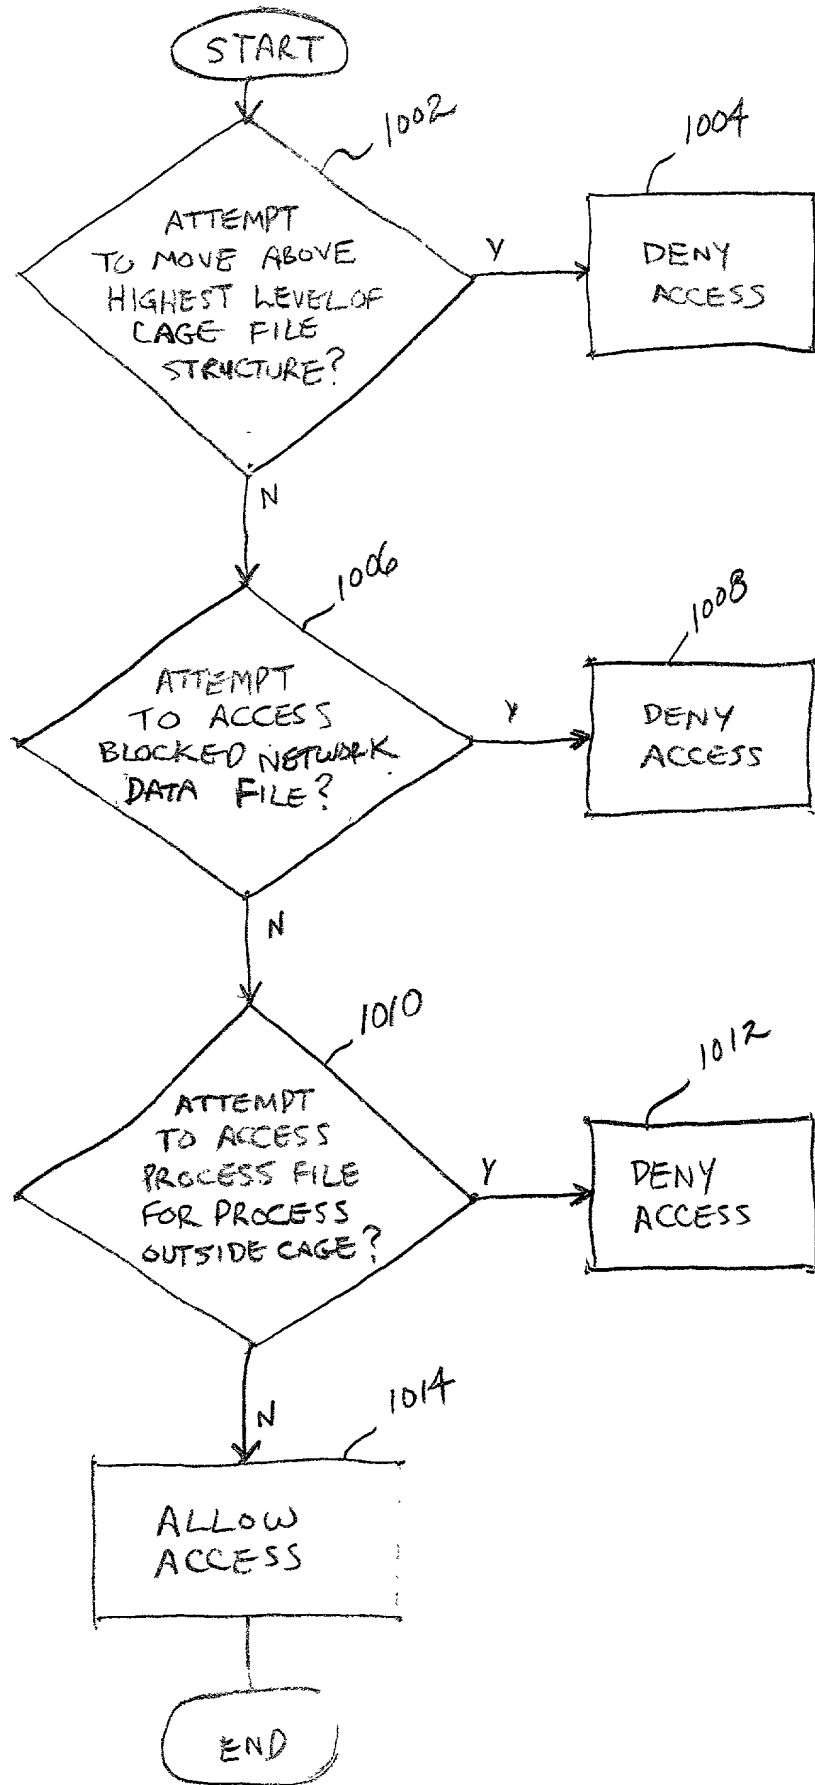 START
1002
1004
ATTEMPT
TO MOVE ABOVE
HIGHEST LEVEL OF
CAGE FILE
STRUCTURE?
Y
DENY
ACCESS
N
1006
1008
ATTEMPT
TO ACCESS
BLOCKED NETWORK
DATA FILE?
Y
DENY
ACCESS
N
1010
1012
ATTEMPT
TO ACCESS
PROCESS FILE
FOR PROCESS
OUTSIDE CAGE?
Y
DENY
ACCESS
N
1014
ALLOW
ACCESS
END